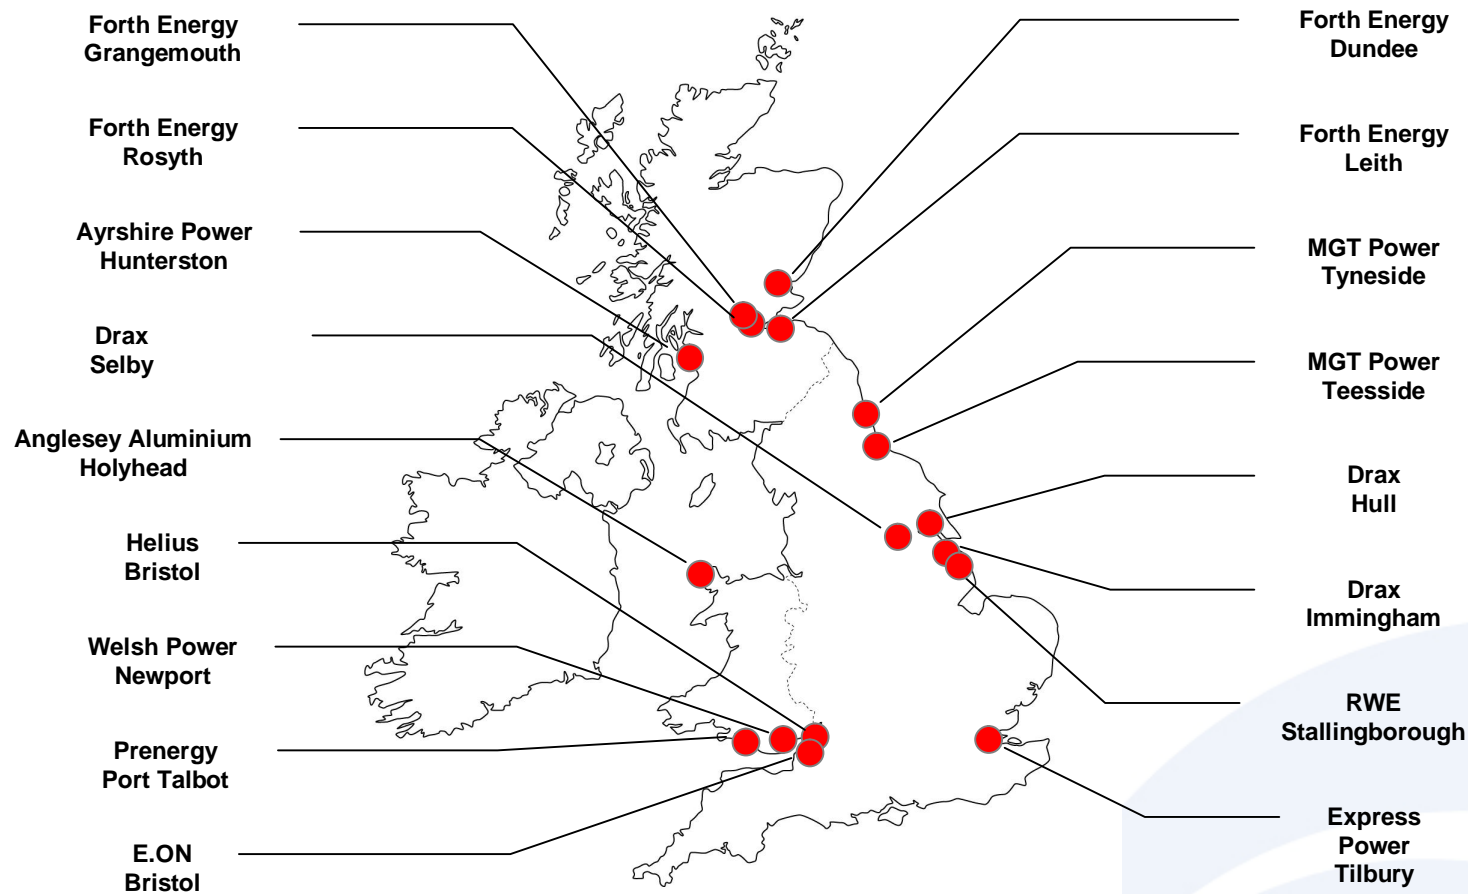 Forth Energy
Grangemouth
Forth Energy
Rosyth
Ayrshire Power
Hunterston
Drax
Selby
Anglesey Aluminium
Holyhead
Helius
Bristol
Welsh Power
Newport
Prenergy
Port Talbot
E.ON
Bristol
Forth Energy
Dundee
Forth Energy
Leith
MGT Power
Tyneside
MGT Power
Teesside
Drax
Hull
Drax
Immingham
RWE
Stallingborough
Express
Power
Tilbury